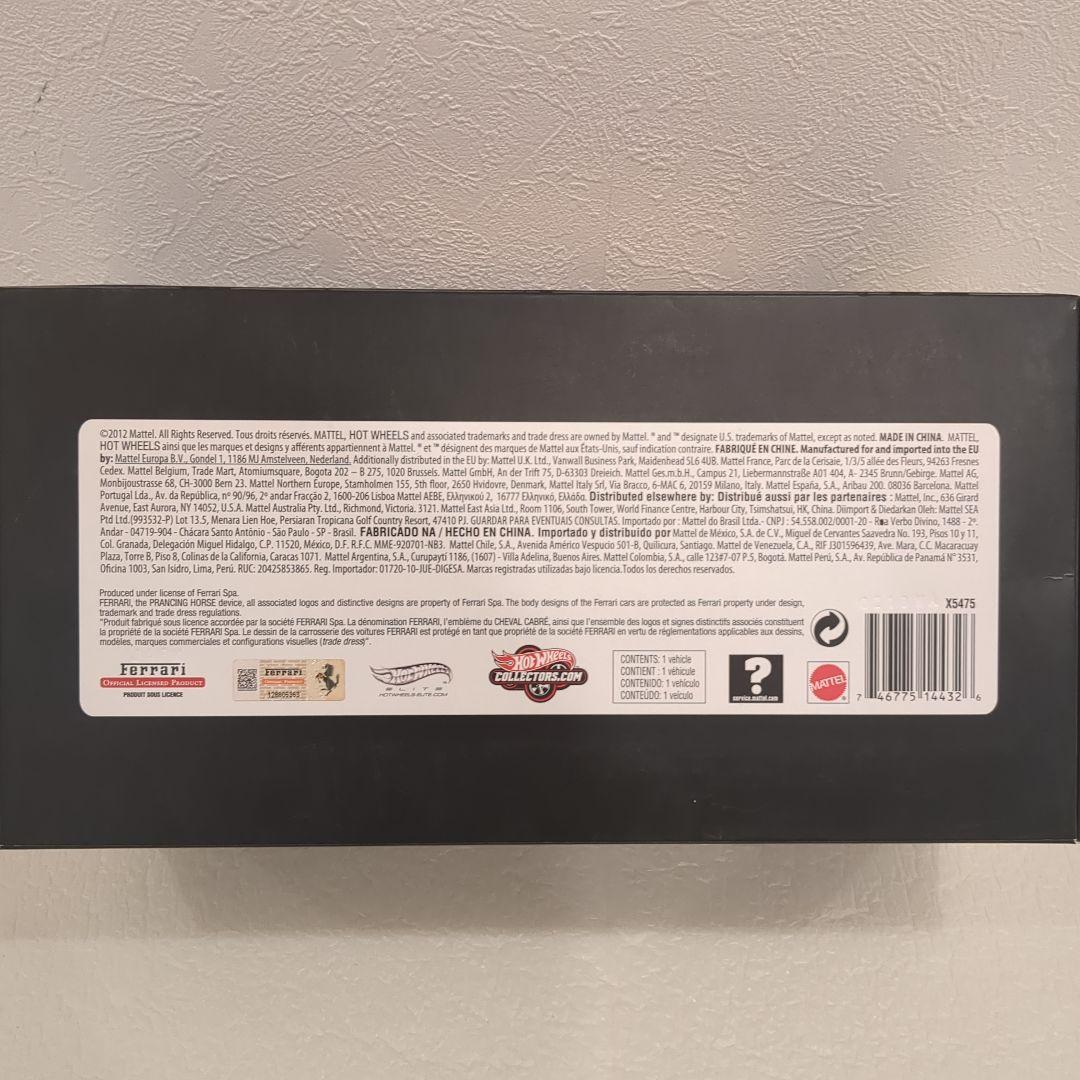 ©2012 Mattel. All Rights Reserved. Tous droits réservés. MATTEL, HOT WHEELS and associated trademarks and trade dress are owned by Mattel. ® and ™ designate U.S. trademarks of Mattel, except as noted. MADE IN CHINA. MATTEL,
HOT WHEELS ainsi que les marques et designs y afférents appartiennent à Mattel. ® et ™ désignent des marques de Mattel aux États-Unis, sauf indication contraire. FABRIQUÉ EN CHINE. Manufactured for and imported into the EU
by: Mattel Europa B.V., Gondel 1, 1186 MJ Amstelveen, Nederland. Additionally distributed in the EU by: Mattel U.K. Ltd., Vanwall Business Park, Maidenhead SL6 4UB. Mattel France, Parc de la Cerisaie, 1/3/5 allée des Fleurs, 94263 Fresnes
Cedex. Mattel Belgium, Trade Mart, Atomiumsquare, Bogota 202 – B 275, 1020 Brussels. Mattel GmbH, An der Trift 75, D-63303 Dreieich. Mattel Ges.m.b.H., Campus 21, Liebermannstraße A01 404, A- 2345 Brunn/Gebirge. Mattel AG,
Monbijoustrasse 68, CH-3000 Bern 23. Mattel Northern Europe, Stamholmen 155, 5th floor, 2650 Hvidovre, Denmark, Mattel Italy Srl, Via Bracco, 6-MAC 6, 20159 Milano, Italy. Mattel España, S.A., Aribau 200. 08036 Barcelona. Mattel
Portugal Lda., Av. da República, nº 90/96, 2º andar Fracção 2, 1600-206 Lisboa Mattel AEBE, Ελληνικού 2, 16777 Ελληνικό, Ελλάδα. Distributed elsewhere by: Distribué aussi par les partenaires : Mattel, Inc., 636 Girard
Avenue, East Aurora, NY 14052, U.S.A. Mattel Australia Pty. Ltd., Richmond, Victoria. 3121. Mattel East Asia Ltd., Room 1106, South Tower, World Finance Centre, Harbour City, Tsimshatsui, HK, China. Diimport & Diedarkan Oleh: Mattel SEA
Ptd Ltd.(993532-P) Lot 13.5, Menara Lien Hoe, Persiaran Tropicana Golf Country Resort, 47410 PJ. GUARDAR PARA EVENTUAIS CONSULTAS. Importado por : Mattel do Brasil Ltda.- CNPJ : 54.558.002/0001-20 - Rua Verbo Divino, 1488 - 2º.
Andar - 04719-904 - Chácara Santo Antônio - São Paulo - SP - Brasil. FABRICADO NA / HECHO EN CHINA. Importado y distribuido por Mattel de México, S.A. de C.V., Miguel de Cervantes Saavedra No. 193, Pisos 10 y 11,
Col. Granada, Delegación Miguel Hidalgo, C.P. 11520, México, D.F. R.F.C. MME-920701-NB3. Mattel Chile, S.A., Avenida Américo Vespucio 501-B, Quilicura, Santiago. Mattel de Venezuela, C.A., RIF J301596439, Ave. Mara, C.C. Macaracuay
Plaza, Torre B, Piso 8, Colinas de la California, Caracas 1071. Mattel Argentina, S.A., Curupaytí 1186, (1607) - Villa Adelina, Buenos Aires. Mattel Colombia, S.A., calle 123#7-07 P.5, Bogotá. Mattel Perú, S.A., Av. República de Panamá N° 3531,
Oficina 1003, San Isidro, Lima, Perú. RUC: 20425853865. Reg. Importador: 01720-10-JUE-DIGESA. Marcas registradas utilizadas bajo licencia.Todos los derechos reservados.
Produced under license of Ferrari Spa.
FERRARI, the PRANCING HORSE device, all associated logos and distinctive designs are property of Ferrari Spa. The body designs of the Ferrari cars are protected as Ferrari property under design,
trademark and trade dress regulations.
"Produit fabriqué sous licence accordée par la société FERRARI Spa. La dénomination FERRARI, l'emblème du CHEVAL CABRÉ, ainsi que l'ensemble des logos et signes distinctifs associés constituent
la propriété de la société FERRARI Spa. Le dessin de la carrosserie des voitures FERRARI est protégé en tant que propriété de la société FERRARI en vertu de réglementations applicables aux dessins,
modèles, marques commerciales et configurations visuelles (trade dress)".
X5475
Ferrari
OFFICIAL LICENSED PRODUCT
PRODUIT SOUS LICENCE
Ferrari
128805363
Hot Wheels
ELITE
HOTWHEELS-ELITE.COM
Hot Wheels
COLLECTORS.COM
CONTENTS: 1 vehicle
CONTIENT : 1 véhicule
CONTENIDO: 1 vehículo
CONTEÚDO: 1 veículo
?
service.mattel.com
MATTEL
7 46775 14432 6